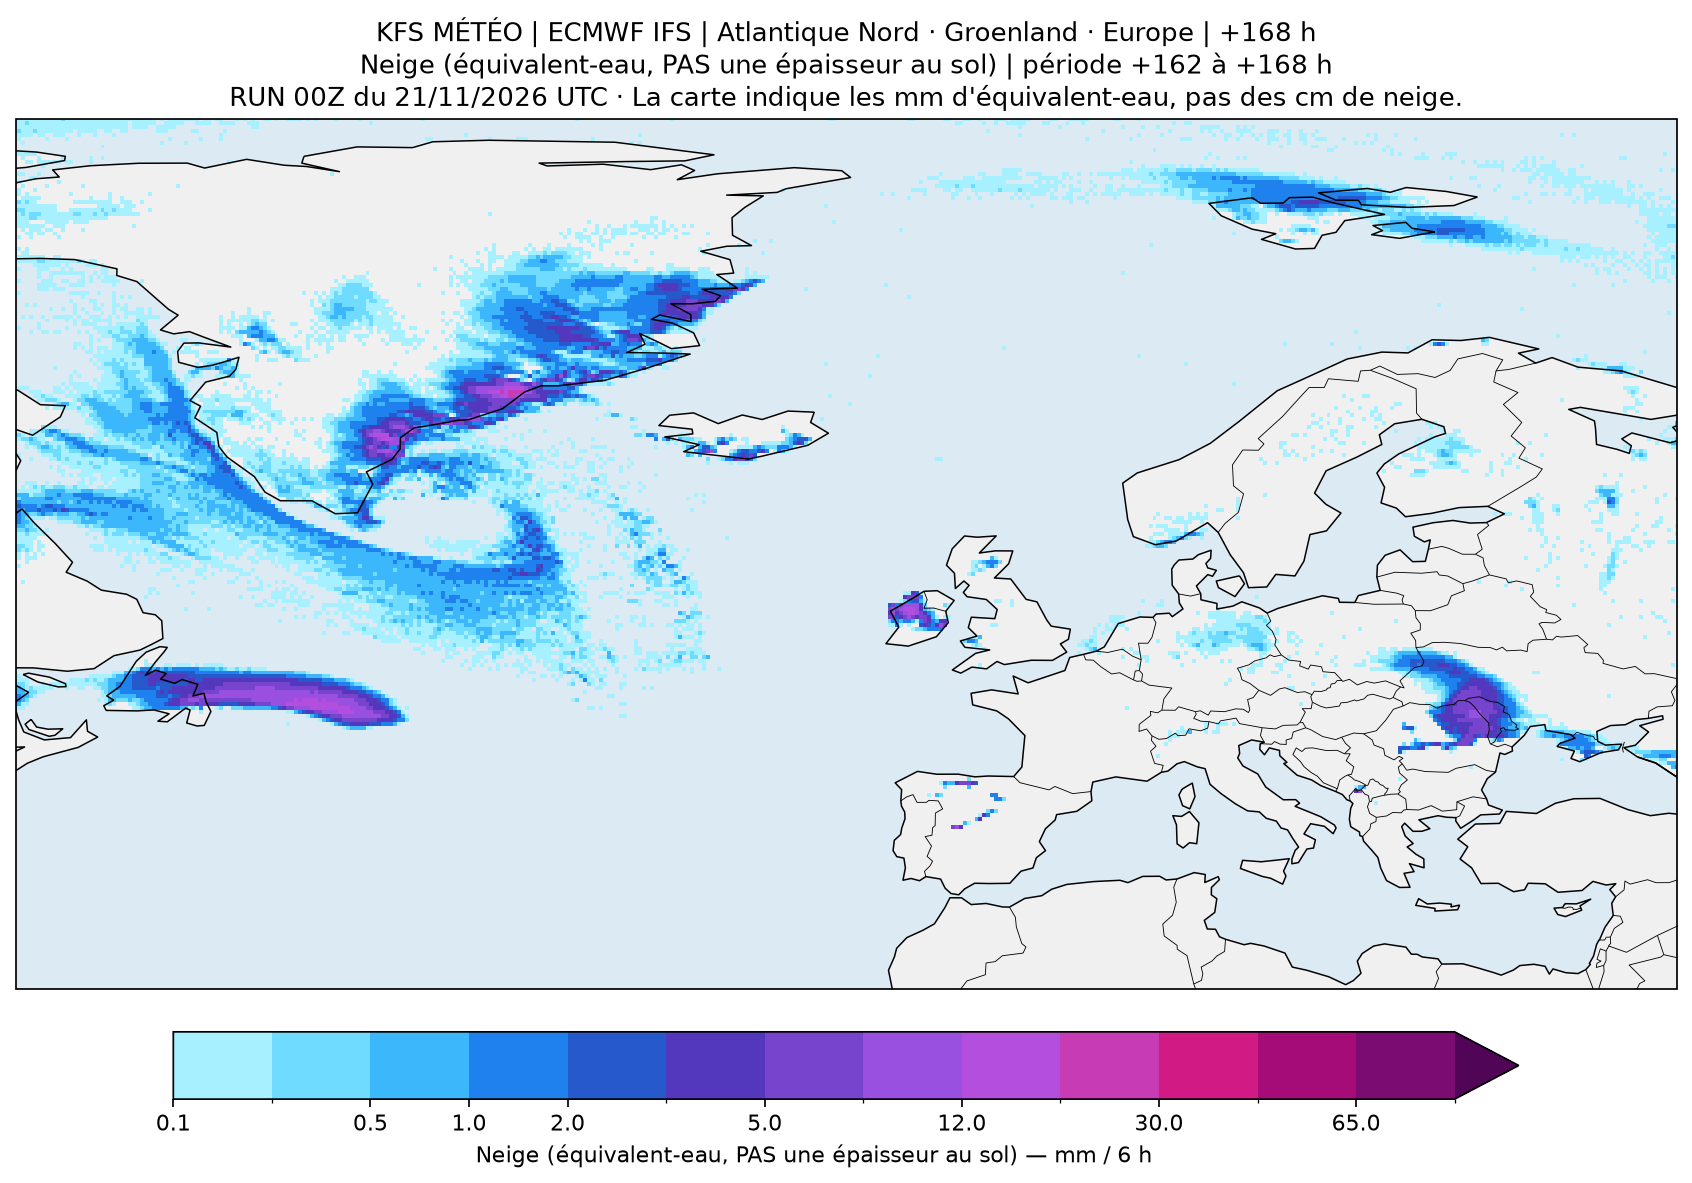 KFS MÉTÉO | ECMWF IFS | Atlantique Nord · Groenland · Europe | +168 h
Neige (équivalent-eau, PAS une épaisseur au sol) | période +162 à +168 h
RUN 00Z du 21/11/2026 UTC · La carte indique les mm d'équivalent-eau, pas des cm de neige.
0.1 0.5 1.0 2.0 5.0 12.0 30.0 65.0
Neige (équivalent-eau, PAS une épaisseur au sol) — mm / 6 h